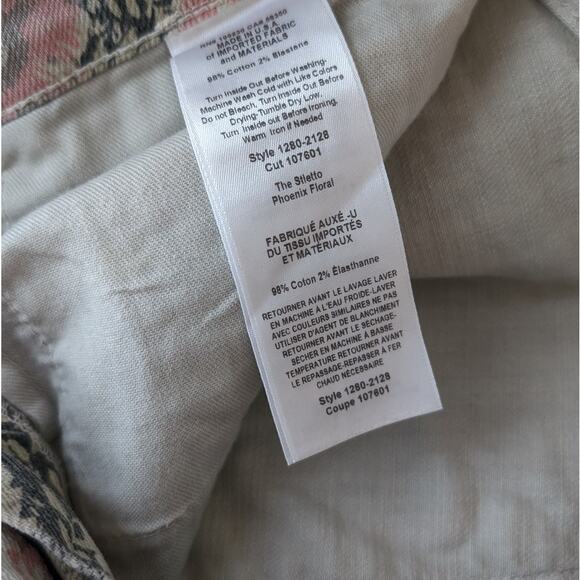 MADE IN U.S.A.
of IMPORTED FABRIC
and MATERIALS
98% Cotton 2% Elastane
Turn Inside Out Before Washing-
Machine Wash Cold with Like Colors
Do not Bleach, Turn Inside Out Before
Drying-Tumble Dry Low.
Turn Inside out Before Ironing,
Warm Iron if Needed
Style 1280-2128
Cut 107601
The Stletto
Phoenix Floral
FABRIQUÉ AUXÉ.-U
DU TISSU IMPORTÉS
ET MATÉRIAUX
98% Coton 2% Élasthanne
RETOURNER AVANT LE LAVAGE LAVER
EN MACHINE À L'EAU FROIDE-LAVER
AVEC COULEURS SIMILAIRES NE PAS
UTILISER D'AGENT DE BLANCHIMENT
RETOURNER AVANT LE SÉCHAGE-
SÉCHER EN MACHINE À BASSE
TEMPERATURE RETOURNER AVANT
LE REPASSAGE-REPASSER À FER
CHAUD NÉCESSAIRE
Style 1280-2128
Coupe 107601